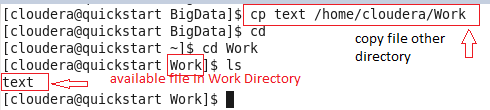 [cloudera@quickstart BigData]$ cp text /home/cloudera/Work
[cloudera@quickstart BigData]$ cd
copy file other
directory
[cloudera@quickstart ~]$ cd Work
[cloudera@quickstart Work]$ ls
text
available file in Work Directory
[cloudera@quickstart Work]$